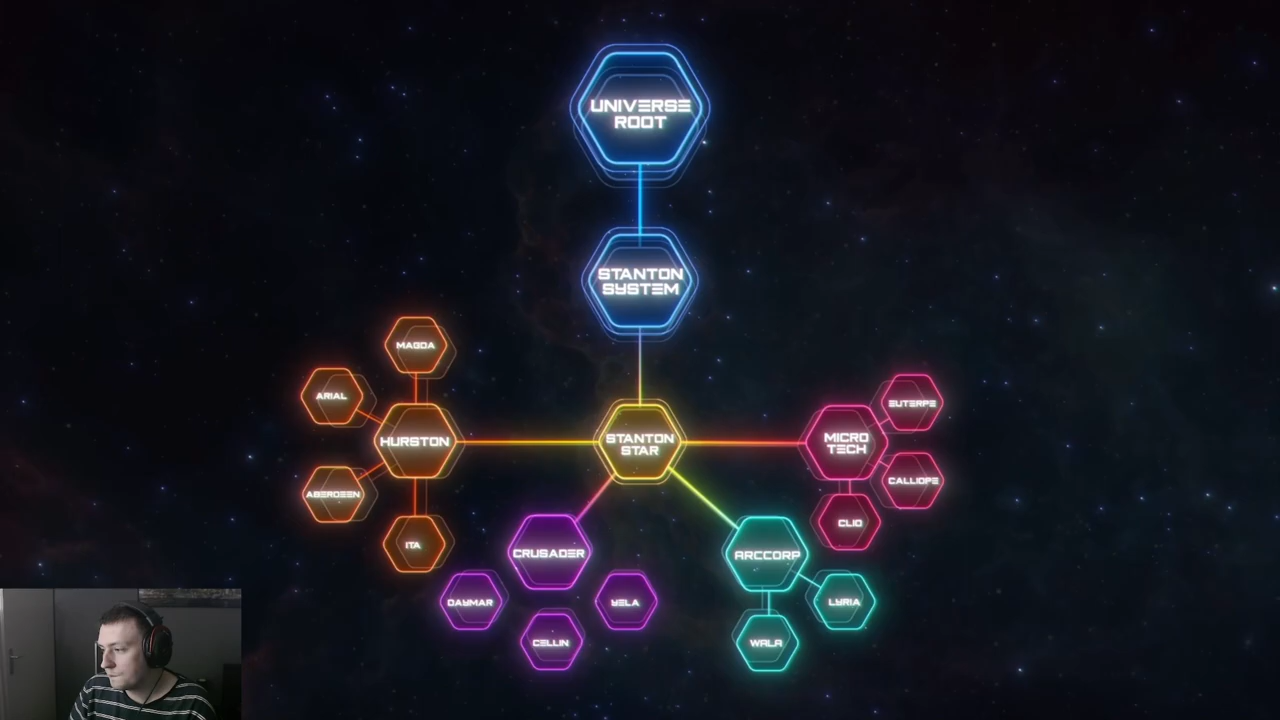 UNIVERSE
ROOT
STANTON
SYSTEM
MAGDA
ARIAL
HURSTON
ABERDEEN
ITA
STANTON
STAR
MICRO
TECH
EUTERPE
CALLIOPE
CLIO
CRUSADER
DAYMAR
YELA
CELLIN
ARCCORP
LYRIA
WALA